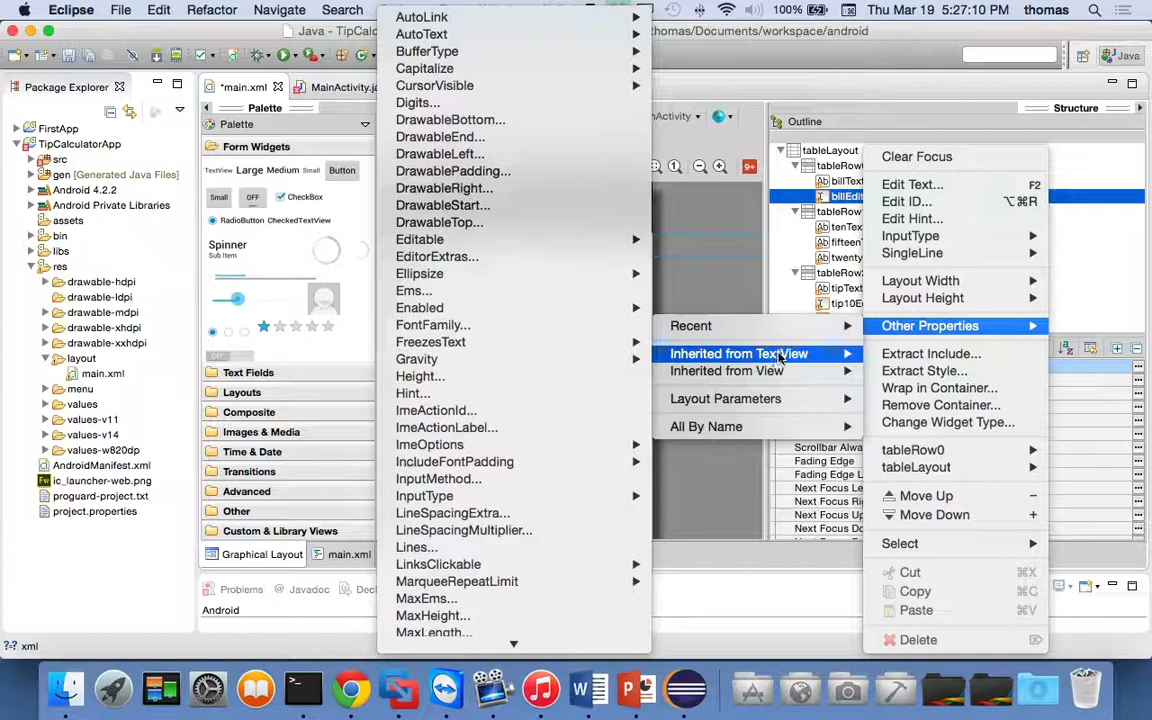 Eclipse File Edit Refactor Navigate Search
100% Thu Mar 19 5:27:10 PM thomas
Java - TipCalc
homas/Documents/workspace/android
Java
Package Explorer
FirstApp
TipCalculatorApp
src
gen [Generated Java Files]
Android 4.2.2
Android Private Libraries
assets
bin
libs
res
drawable-hdpi
drawable-ldpi
drawable-mdpi
drawable-xhdpi
drawable-xxhdpi
layout
main.xml
menu
values
values-v11
values-v14
values-w820dp
AndroidManifest.xml
ic_launcher-web.png
proguard-project.txt
project.properties
*main.xml
MainActivity.j
Palette
Palette
Form Widgets
TextView Large Medium Small Button
Small OFF CheckBox
RadioButton CheckedTextView
Spinner
Sub Item
OFF
Text Fields
Layouts
Composite
Images & Media
Time & Date
Transitions
Advanced
Other
Custom & Library Views
Graphical Layout
main.xml
Problems
Javadoc
Decl
Android
xml
AutoLink
AutoText
BufferType
Capitalize
CursorVisible
Digits...
DrawableBottom...
DrawableEnd...
DrawableLeft...
DrawablePadding...
DrawableRight...
DrawableStart...
DrawableTop...
Editable
EditorExtras...
Ellipsize
Ems...
Enabled
FontFamily...
FreezesText
Gravity
Height...
Hint...
ImeActionId...
ImeActionLabel...
ImeOptions
IncludeFontPadding
InputMethod...
InputType
LineSpacingExtra...
LineSpacingMultiplier...
Lines...
LinksClickable
MarqueeRepeatLimit
MaxEms...
MaxHeight...
MaxLength...
nActivity
9+
Recent
Inherited from TextView
Inherited from View
Layout Parameters
All By Name
Structure
Outline
tableLayout
tableRow0
billText
billEdit
tableRow
tenText
fifteenT
twenty
tableRow
tipText
tip10Ed
Scrollbar Alwa
Fading Edge
Fading Edge L
Next Focus Le
Next Focus Ri
Next Focus Up
Next Focus Do
Clear Focus
Edit Text... F2
Edit ID... ⌥⌘R
Edit Hint...
InputType
SingleLine
Layout Width
Layout Height
Other Properties
Extract Include...
Extract Style...
Wrap in Container...
Remove Container...
Change Widget Type...
tableRow0
tableLayout
Move Up −
Move Down +
Select
Cut ⌘X
Copy ⌘C
Paste ⌘V
Delete ⌦